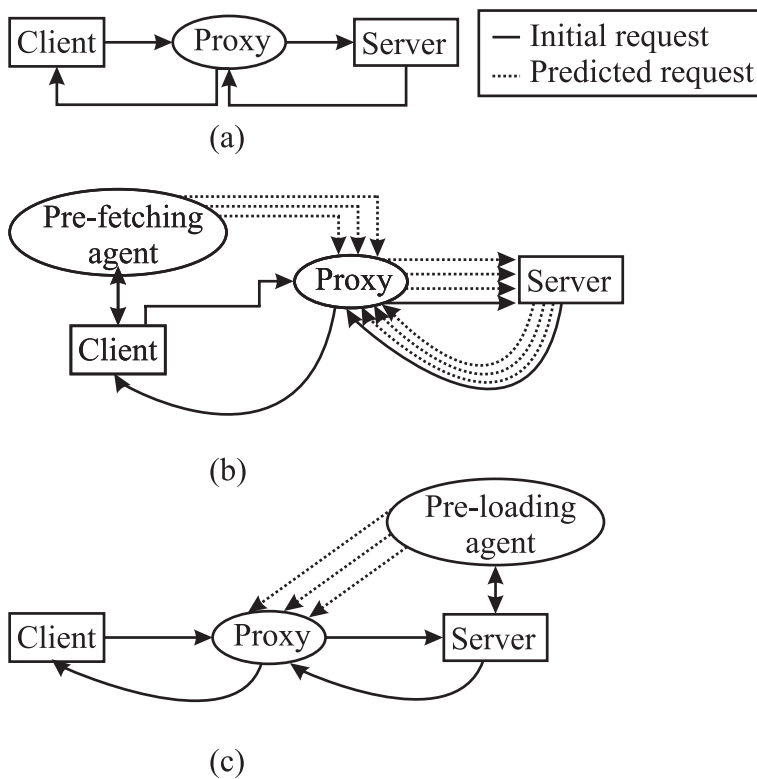 Client
Proxy
Server
Initial request
Predicted request
(a)
Pre-fetching
agent
Proxy
Server
Client
(b)
Pre-loading
agent
Client
Proxy
Server
(c)